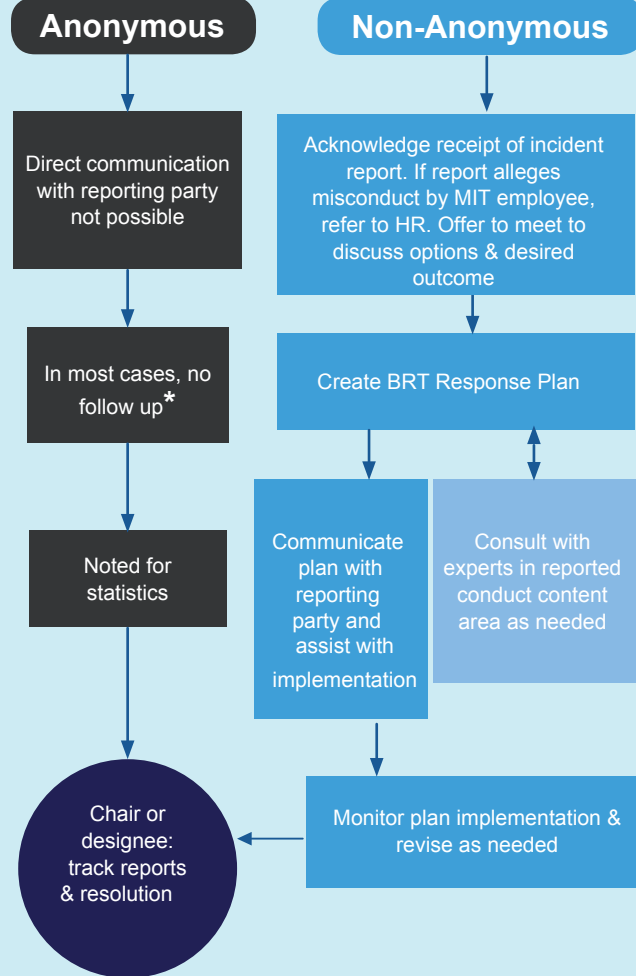 Anonymous
Direct communication
with reporting party
not possible
In most cases, no
follow up*
Noted for
statistics
Chair or
designee:
track reports
& resolution
Non-Anonymous
Acknowledge receipt of incident
report. If report alleges
misconduct by MIT employee,
refer to HR. Offer to meet to
discuss options & desired
outcome
Create BRT Response Plan
Communicate
plan with
reporting
party and
assist with
implementation
Consult with
experts in reported
conduct content
area as needed
Monitor plan implementation &
revise as needed